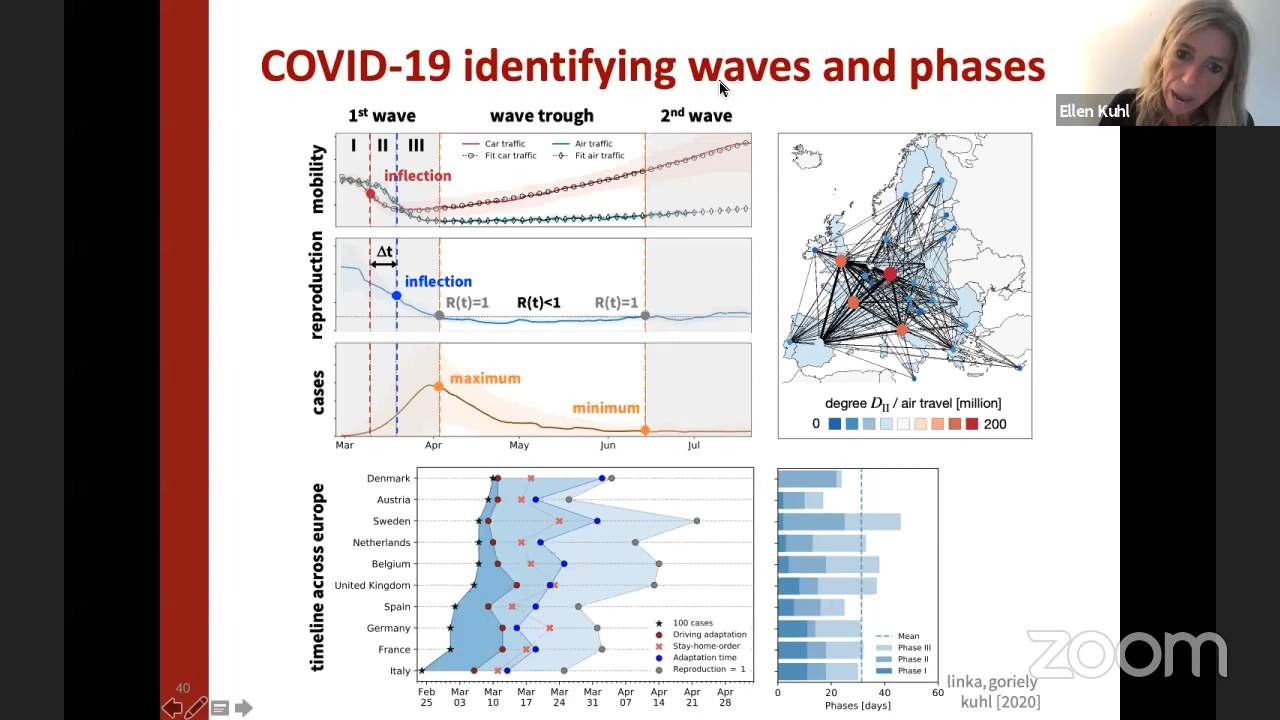 COVID-19 identifying waves and phases
Ellen Kuhl
1st wave
wave trough
2nd wave
mobility
I II III
Car traffic
Fit car traffic
Air traffic
Fit air traffic
inflection
reproduction
Δt
inflection
R(t)=1
R(t)<1
R(t)=1
cases
maximum
minimum
Mar Apr May Jun Jul
degree DII / air travel [million]
0 200
timeline across europe
Denmark
Austria
Sweden
Netherlands
Belgium
United Kingdom
Spain
Germany
France
Italy
100 cases
Driving adaptation
Stay-home-order
Adaptation time
Reproduction = 1
Feb Mar Mar Mar Mar Mar Apr Apr Apr Apr
25 03 10 17 24 31 07 14 21 28
Mean
Phase III
Phase II
Phase I
0 20 40 60
Phases [days]
linka,goriely
kuhl [2020]
zoom
40